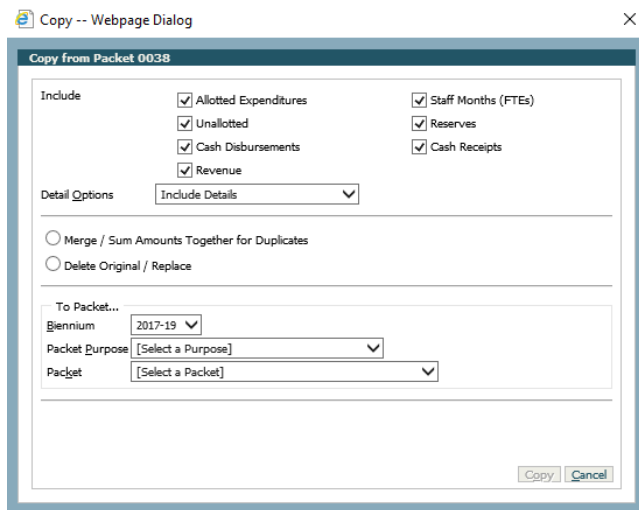 Copy -- Webpage Dialog
Copy from Packet 0038
Include
Allotted Expenditures
Staff Months (FTEs)
Unallotted
Reserves
Cash Disbursements
Cash Receipts
Revenue
Detail Options Include Details
Merge / Sum Amounts Together for Duplicates
Delete Original / Replace
To Packet...
Biennium 2017-19
Packet Purpose [Select a Purpose]
Packet [Select a Packet]
Copy Cancel